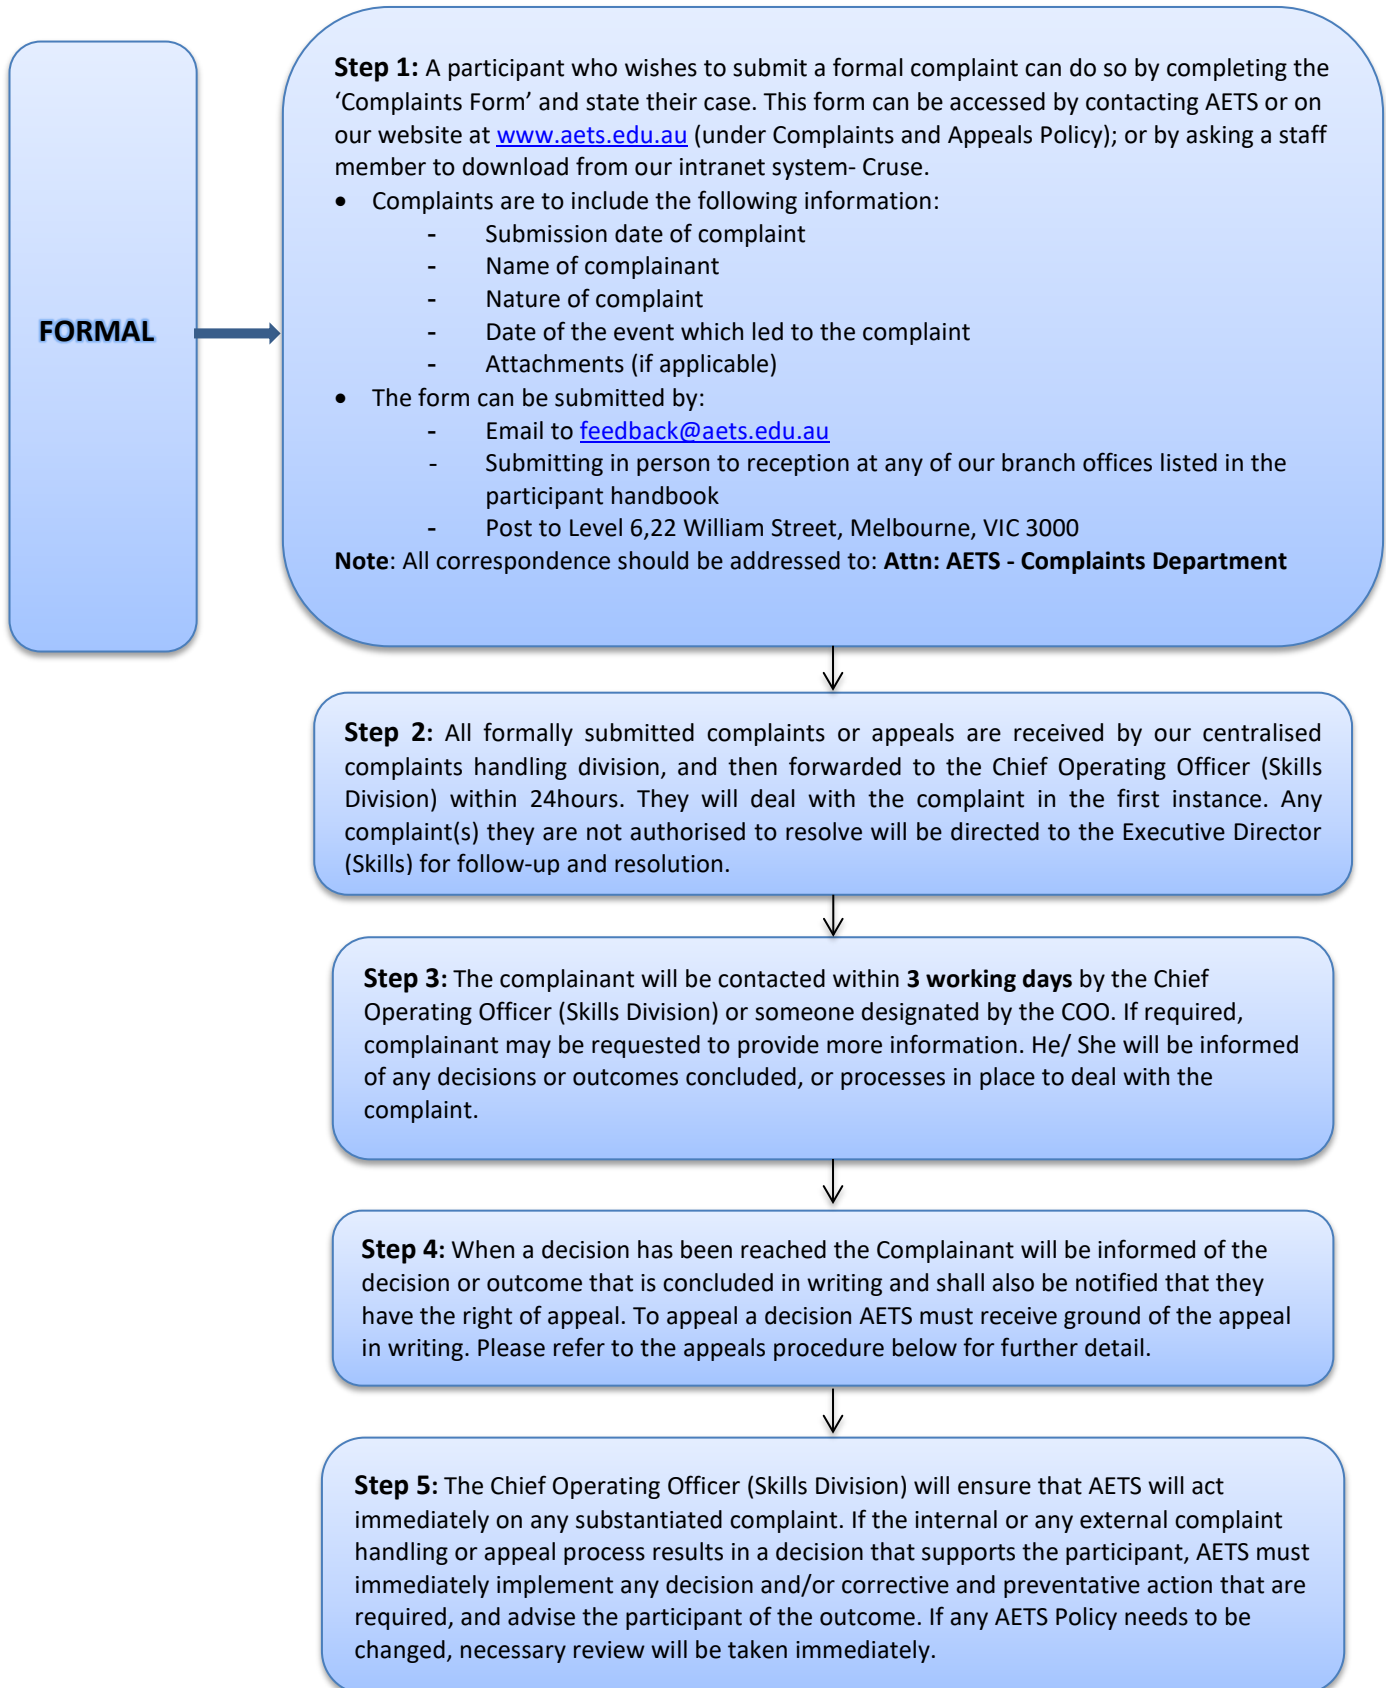 FORMAL
Step 1: A participant who wishes to submit a formal complaint can do so by completing the
‘Complaints Form’ and state their case. This form can be accessed by contacting AETS or on
our website at www.aets.edu.au (under Complaints and Appeals Policy); or by asking a staff
member to download from our intranet system- Cruse.
• Complaints are to include the following information:
- Submission date of complaint
- Name of complainant
- Nature of complaint
- Date of the event which led to the complaint
- Attachments (if applicable)
• The form can be submitted by:
- Email to feedback@aets.edu.au
- Submitting in person to reception at any of our branch offices listed in the
participant handbook
- Post to Level 6,22 William Street, Melbourne, VIC 3000
Note: All correspondence should be addressed to: Attn: AETS - Complaints Department
Step 2: All formally submitted complaints or appeals are received by our centralised
complaints handling division, and then forwarded to the Chief Operating Officer (Skills
Division) within 24hours. They will deal with the complaint in the first instance. Any
complaint(s) they are not authorised to resolve will be directed to the Executive Director
(Skills) for follow-up and resolution.
Step 3: The complainant will be contacted within 3 working days by the Chief
Operating Officer (Skills Division) or someone designated by the COO. If required,
complainant may be requested to provide more information. He/ She will be informed
of any decisions or outcomes concluded, or processes in place to deal with the
complaint.
Step 4: When a decision has been reached the Complainant will be informed of the
decision or outcome that is concluded in writing and shall also be notified that they
have the right of appeal. To appeal a decision AETS must receive ground of the appeal
in writing. Please refer to the appeals procedure below for further detail.
Step 5: The Chief Operating Officer (Skills Division) will ensure that AETS will act
immediately on any substantiated complaint. If the internal or any external complaint
handling or appeal process results in a decision that supports the participant, AETS must
immediately implement any decision and/or corrective and preventative action that are
required, and advise the participant of the outcome. If any AETS Policy needs to be
changed, necessary review will be taken immediately.